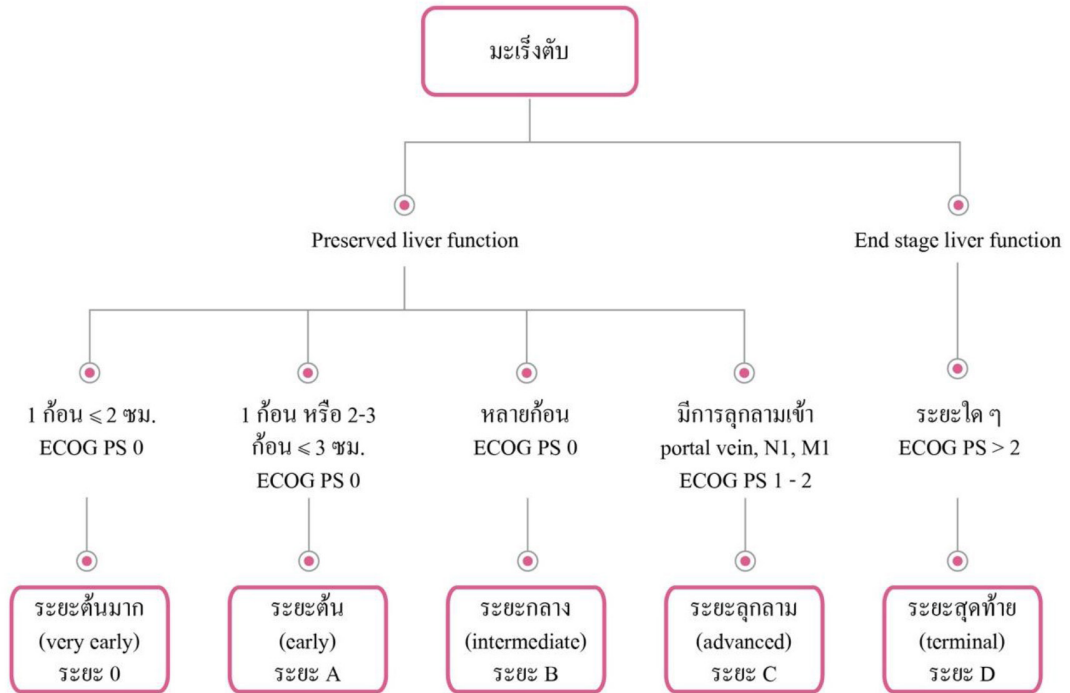 มะเร็งตับ
Preserved liver function
End stage liver function
1 ก้อน ⩽ 2 ซม.
ECOG PS 0
1 ก้อน หรือ 2-3
ก้อน ⩽ 3 ซม.
ECOG PS 0
หลายก้อน
ECOG PS 0
มีการลุกลามเข้า
portal vein, N1, M1
ECOG PS 1 - 2
ระยะใด ๆ
ECOG PS > 2
ระยะต้นมาก
(very early)
ระยะ 0
ระยะต้น
(early)
ระยะ A
ระยะกลาง
(intermediate)
ระยะ B
ระยะลุกลาม
(advanced)
ระยะ C
ระยะสุดท้าย
(terminal)
ระยะ D